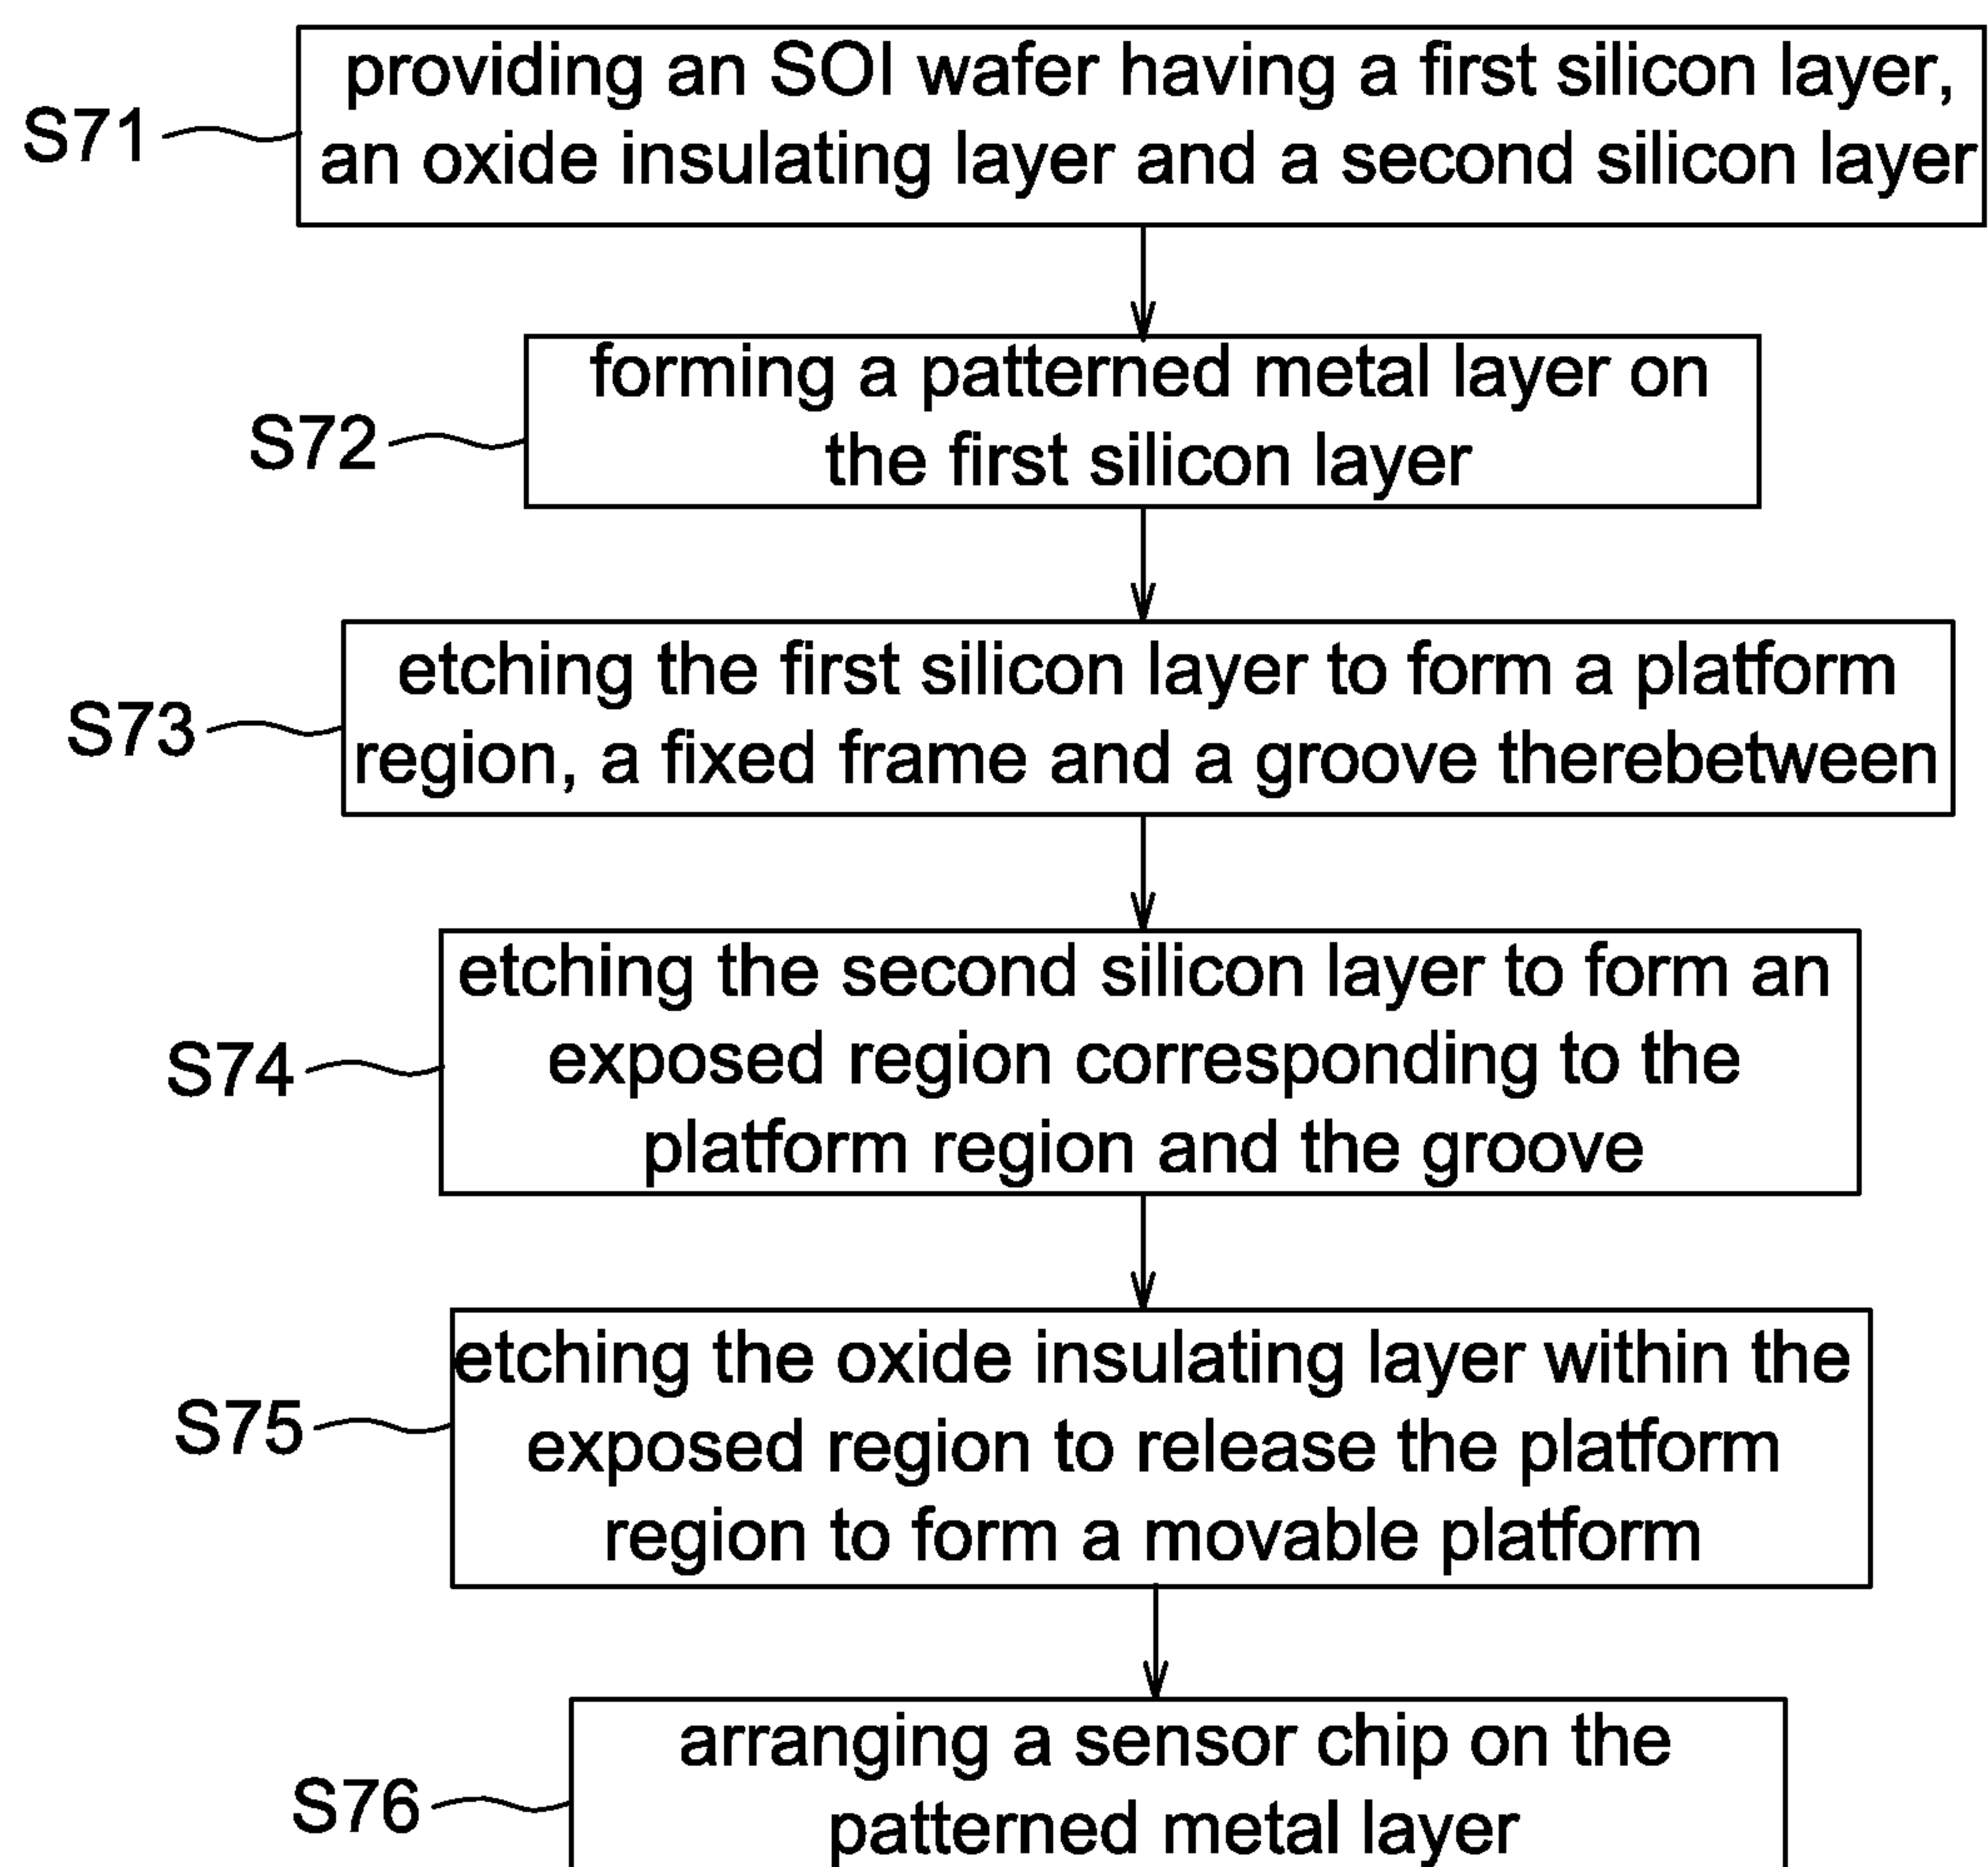 S71
providing an SOI wafer having a first silicon layer,
an oxide insulating layer and a second silicon layer
S72
forming a patterned metal layer on
the first silicon layer
S73
etching the first silicon layer to form a platform
region, a fixed frame and a groove therebetween
S74
etching the second silicon layer to form an
exposed region corresponding to the
platform region and the groove
S75
etching the oxide insulating layer within the
exposed region to release the platform
region to form a movable platform
S76
arranging a sensor chip on the
patterned metal layer